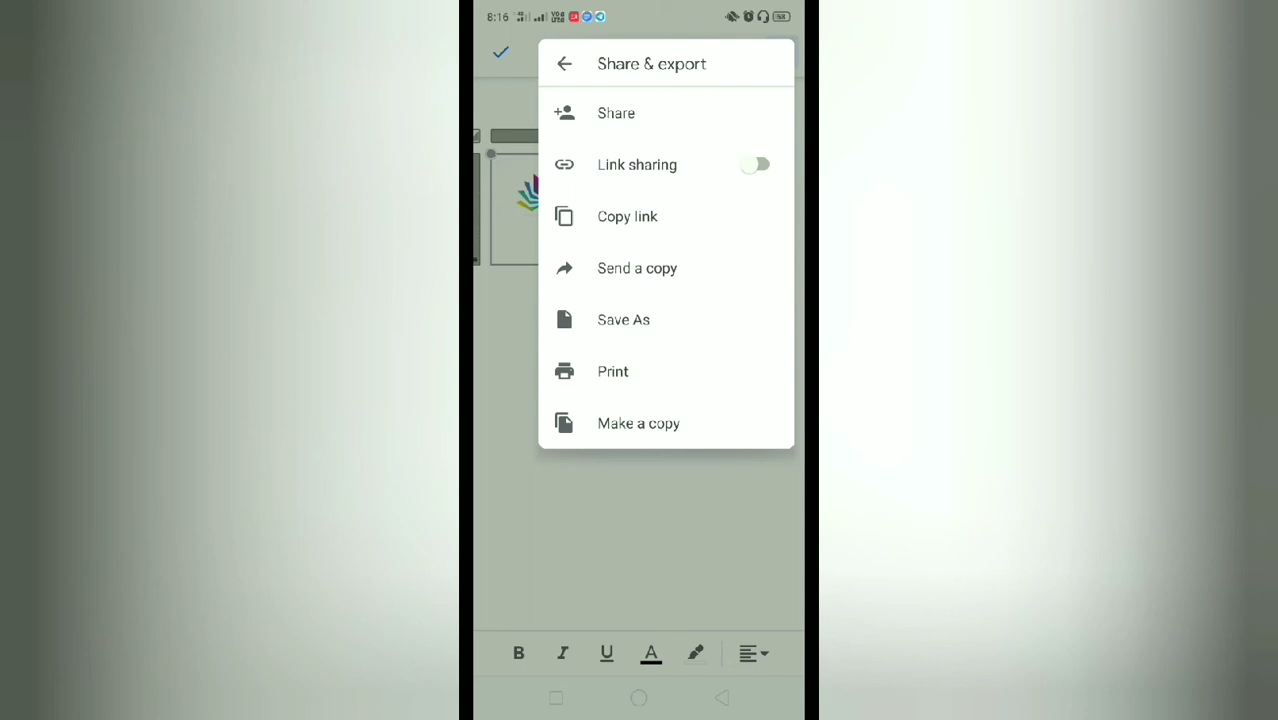 8:16
Share & export
Share
Link sharing
Copy link
Send a copy
Save As
Print
Make a copy
B I U A